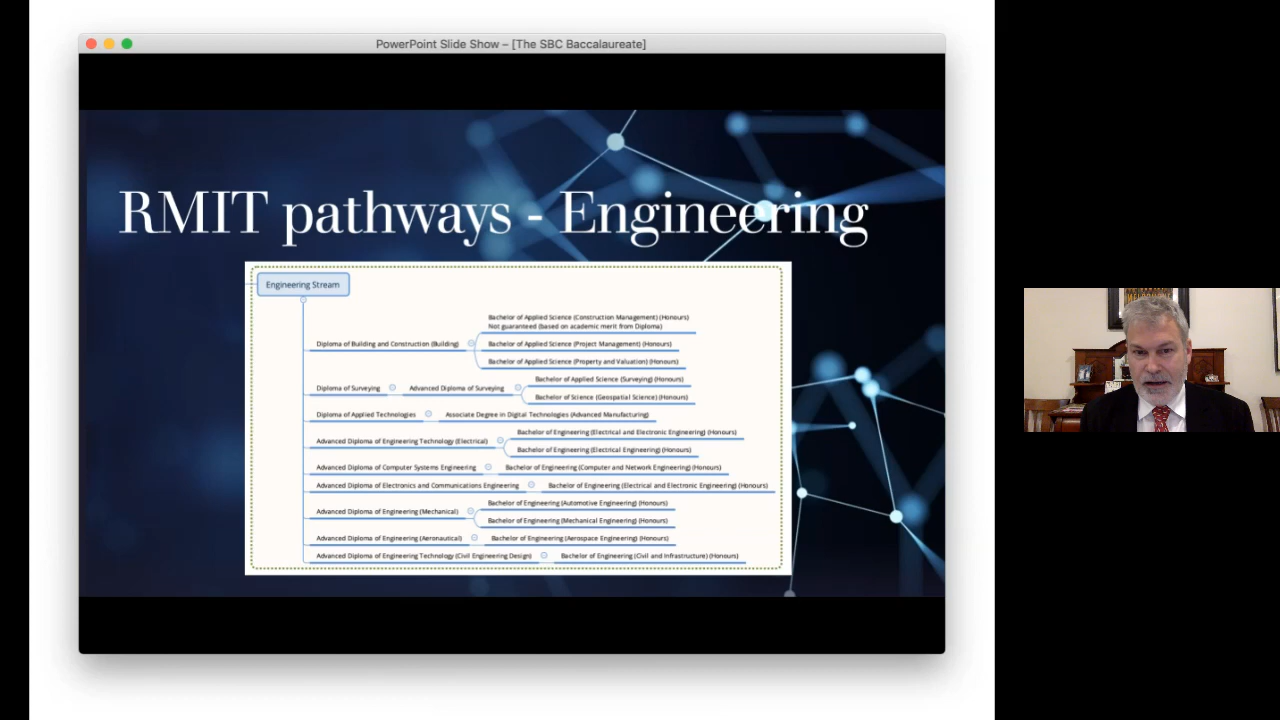 PowerPoint Slide Show – [The SBC Baccalaureate]
RMIT pathways - Engineering
Engineering Stream
Bachelor of Applied Science (Construction Management) (Honours)
Not guaranteed (based on academic merit from Diploma)
Diploma of Building and Construction (Building)
Bachelor of Applied Science (Project Management) (Honours)
Bachelor of Applied Science (Property and Valuation) (Honours)
Diploma of Surveying
Advanced Diploma of Surveying
Bachelor of Applied Science (Surveying) (Honours)
Bachelor of Science (Geospatial Science) (Honours)
Diploma of Applied Technologies
Associate Degree in Digital Technologies (Advanced Manufacturing)
Advanced Diploma of Engineering Technology (Electrical)
Bachelor of Engineering (Electrical and Electronic Engineering) (Honours)
Bachelor of Engineering (Electrical Engineering) (Honours)
Advanced Diploma of Computer Systems Engineering
Bachelor of Engineering (Computer and Network Engineering) (Honours)
Advanced Diploma of Electronics and Communications Engineering
Bachelor of Engineering (Electrical and Electronic Engineering) (Honours)
Advanced Diploma of Engineering (Mechanical)
Bachelor of Engineering (Automotive Engineering) (Honours)
Bachelor of Engineering (Mechanical Engineering) (Honours)
Advanced Diploma of Engineering (Aeronautical)
Bachelor of Engineering (Aerospace Engineering) (Honours)
Advanced Diploma of Engineering Technology (Civil Engineering Design)
Bachelor of Engineering (Civil and Infrastructure) (Honours)